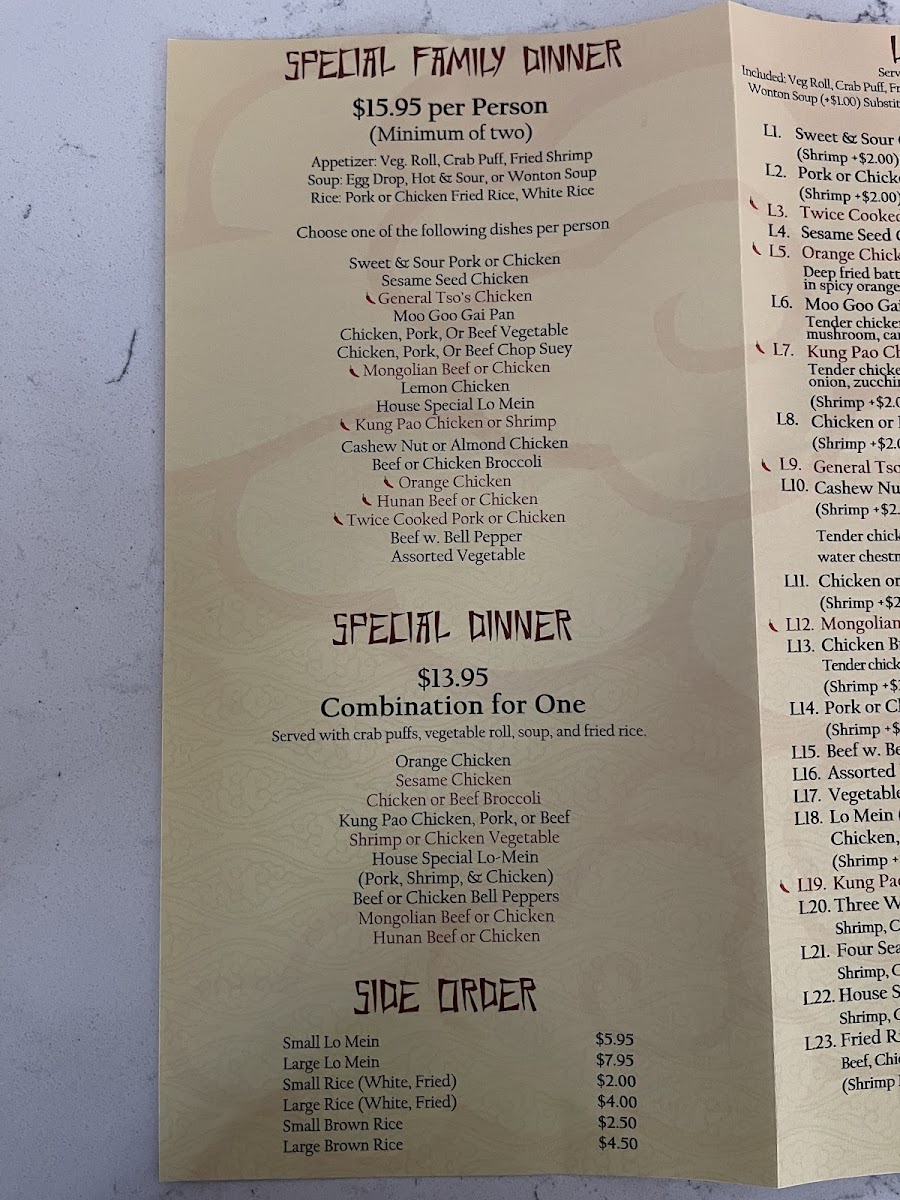 SPECIAL FAMILY DINNER
$15.95 per Person
(Minimum of two)
Appetizer: Veg. Roll, Crab Puff, Fried Shrimp
Soup: Egg Drop, Hot & Sour, or Wonton Soup
Rice: Pork or Chicken Fried Rice, White Rice
Choose one of the following dishes per person
Sweet & Sour Pork or Chicken
Sesame Seed Chicken
General Tso's Chicken
Moo Goo Gai Pan
Chicken, Pork, Or Beef Vegetable
Chicken, Pork, Or Beef Chop Suey
Mongolian Beef or Chicken
Lemon Chicken
House Special Lo Mein
Kung Pao Chicken or Shrimp
Cashew Nut or Almond Chicken
Beef or Chicken Broccoli
Orange Chicken
Hunan Beef or Chicken
Twice Cooked Pork or Chicken
Beef w. Bell Pepper
Assorted Vegetable
SPECIAL DINNER
$13.95
Combination for One
Served with crab puffs, vegetable roll, soup, and fried rice.
Orange Chicken
Sesame Chicken
Chicken or Beef Broccoli
Kung Pao Chicken, Pork, or Beef
Shrimp or Chicken Vegetable
House Special Lo-Mein
(Pork, Shrimp, & Chicken)
Beef or Chicken Bell Peppers
Mongolian Beef or Chicken
Hunan Beef or Chicken
SIDE ORDER
Small Lo Mein $5.95
Large Lo Mein $7.95
Small Rice (White, Fried) $2.00
Large Rice (White, Fried) $4.00
Small Brown Rice $2.50
Large Brown Rice $4.50
Included: Veg Roll, Crab Puff,
Wonton Soup (+$1.00)
L1. Sweet & Sour
(Shrimp +$2.00)
L2. Pork or
(Shrimp +$2.00)
L3. Twice Cooked
L4. Sesame Seed
L5. Orange
Deep fried
in spicy orange
L6. Moo Goo
Tender
mushroom,
L7. Kung Pao
Tender
onion,
(Shrimp
L8. Chicken or
(Shrimp
L9. General Tso
L10. Cashew
(Shrimp
Tender
water
L11. Chicken or
(Shrimp
L12. Mongolian
L13. Chicken
Tender
(Shrimp
L14. Pork or
(Shrimp
L15. Beef w.
L16. Assorted
L17.
L18. Lo Mein
Chicken,
(Shrimp
L19. Kung
L20. Three
Shrimp,
L21. Four
Shrimp,
L22. House
Shrimp,
L23. Fried
Beef,
(Shrimp